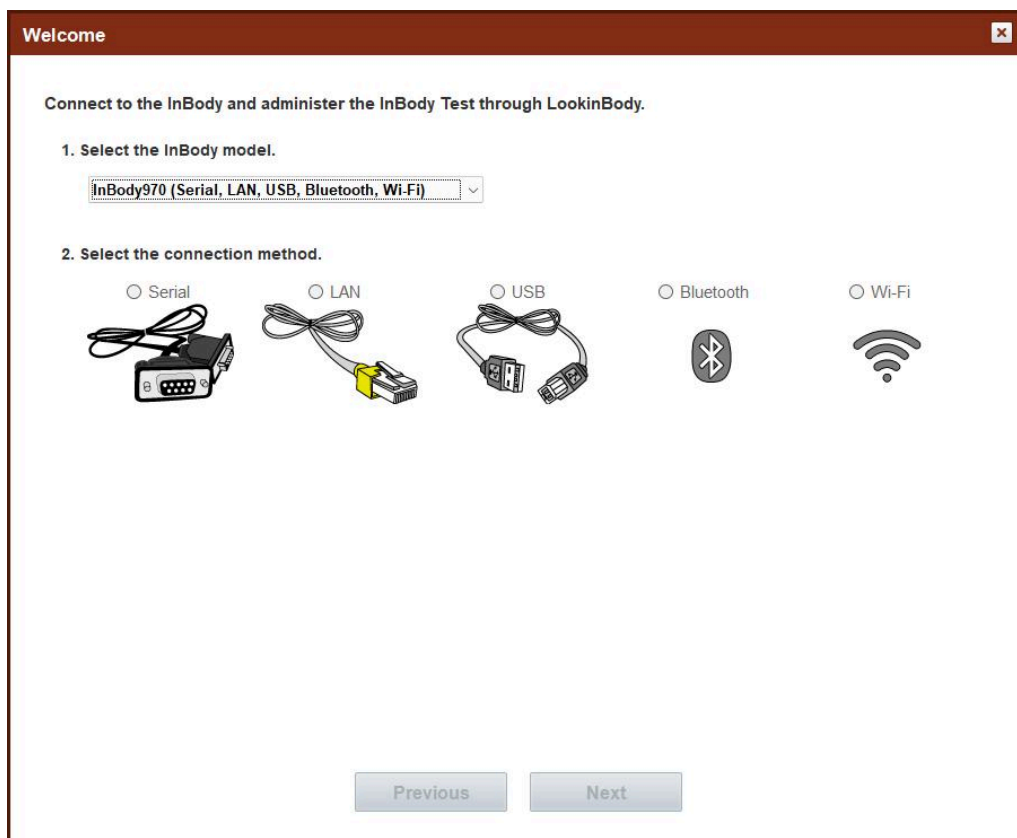 Welcome
Connect to the InBody and administer the InBody Test through LookinBody.
1. Select the InBody model.
InBody970 (Serial, LAN, USB, Bluetooth, Wi-Fi)
2. Select the connection method.
Serial LAN USB Bluetooth Wi-Fi
Previous Next